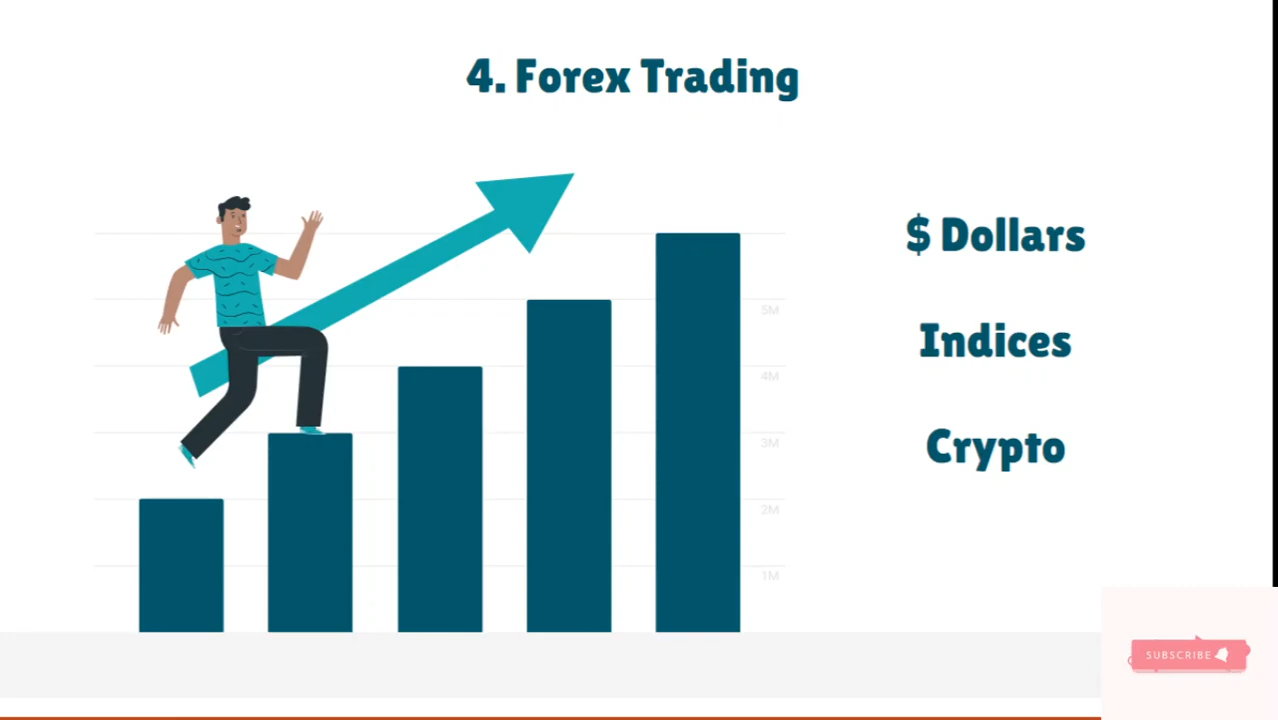 4. Forex Trading
$ Dollars
Indices
Crypto
5M
4M
3M
2M
1M
SUBSCRIBE